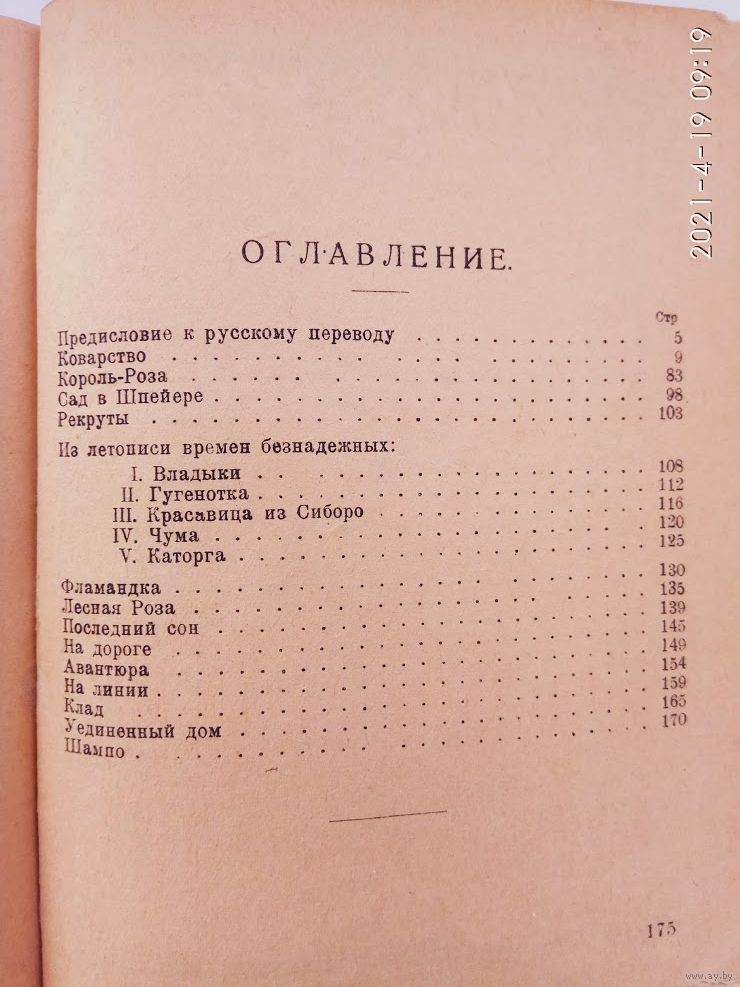 2021-4-19 09:19
ОГЛАВЛЕНИЕ.
Стр
Предисловие к русскому переводу . . . . . . . . . . . . 5
Коварство . . . . . . . . . . . . 9
Король-Роза . . . . . . . . . . . . 83
Сад в Шпейере . . . . . . . . . . . . 98
Рекруты . . . . . . . . . . . . 103
Из летописи времен безнадежных:
I. Владыки . . . . . . . . . . . . 108
II. Гугенотка . . . . . . . . . . . . 112
III. Красавица из Сиборо . . . . . . . . . . . . 116
IV. Чума . . . . . . . . . . . . 120
V. Каторга . . . . . . . . . . . . 125
Фламандка . . . . . . . . . . . . 130
Лесная Роза . . . . . . . . . . . . 135
Последний сон . . . . . . . . . . . . 139
На дороге . . . . . . . . . . . . 145
Авантюра . . . . . . . . . . . . 149
На линии . . . . . . . . . . . . 154
Клад . . . . . . . . . . . . 159
Уединенный дом . . . . . . . . . . . . 165
Шампо . . . . . . . . . . . . 170
175
www.ay.by